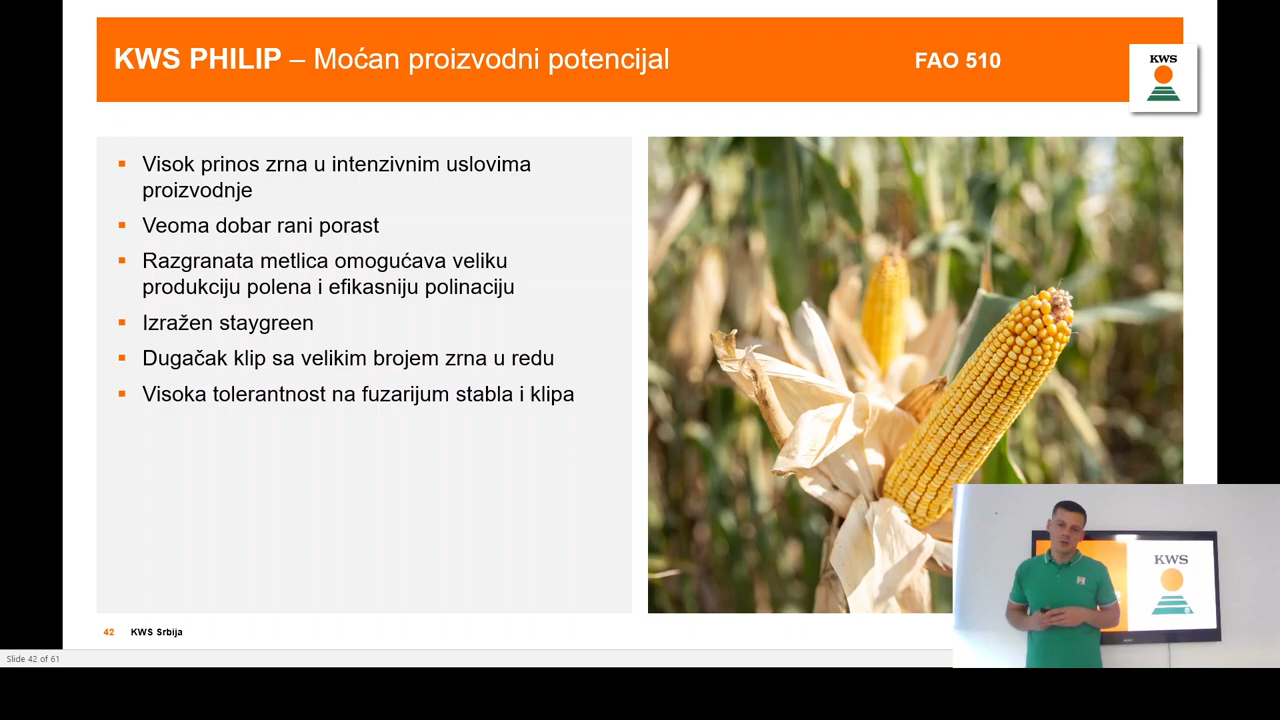 KWS PHILIP – Moćan proizvodni potencijal
FAO 510
KWS
Visok prinos zrna u intenzivnim uslovima
proizvodnje
Veoma dobar rani porast
Razgranata metlica omogućava veliku
produkciju polena i efikasniju polinaciju
Izražen staygreen
Dugačak klip sa velikim brojem zrna u redu
Visoka tolerantnost na fuzarijum stabla i klipa
KWS
42 KWS Srbija
Slide 42 of 61